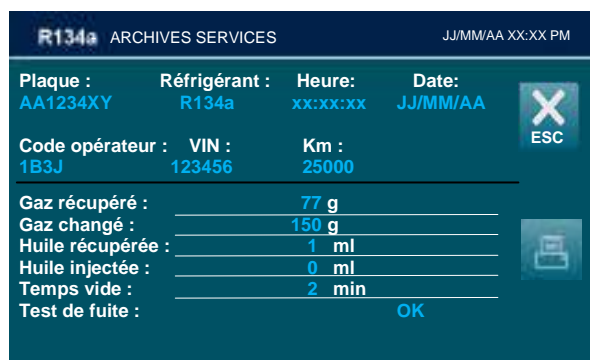 R134a ARCHIVES SERVICES JJ/MM/AA XX:XX PM
Plaque : Réfrigérant : Heure: Date:
AA1234XY R134a xx:xx:xx JJ/MM/AA
ESC
Code opérateur : VIN : Km :
1B3J 123456 25000
Gaz récupéré : 77 g
Gaz changé : 150 g
Huile récupérée : 1 ml
Huile injectée : 0 ml
Temps vide : 2 min
Test de fuite : OK